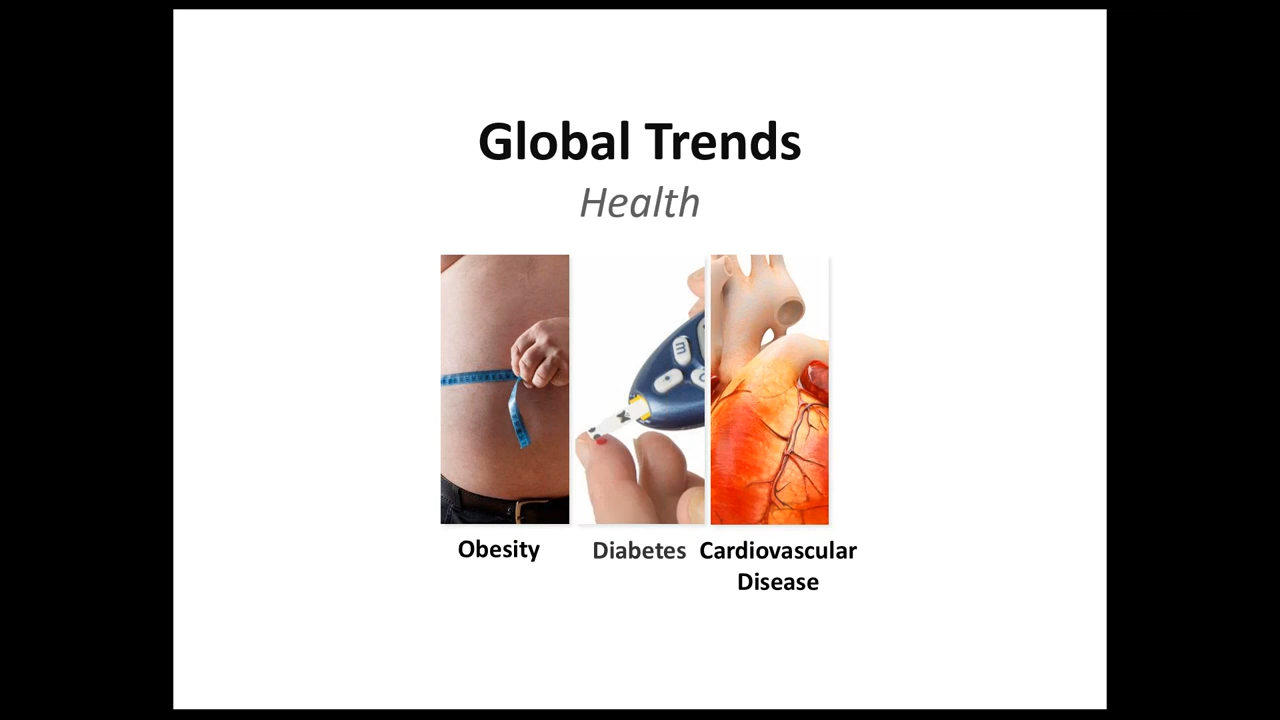 Global Trends
Health
m
Obesity
Diabetes
Cardiovascular
Disease